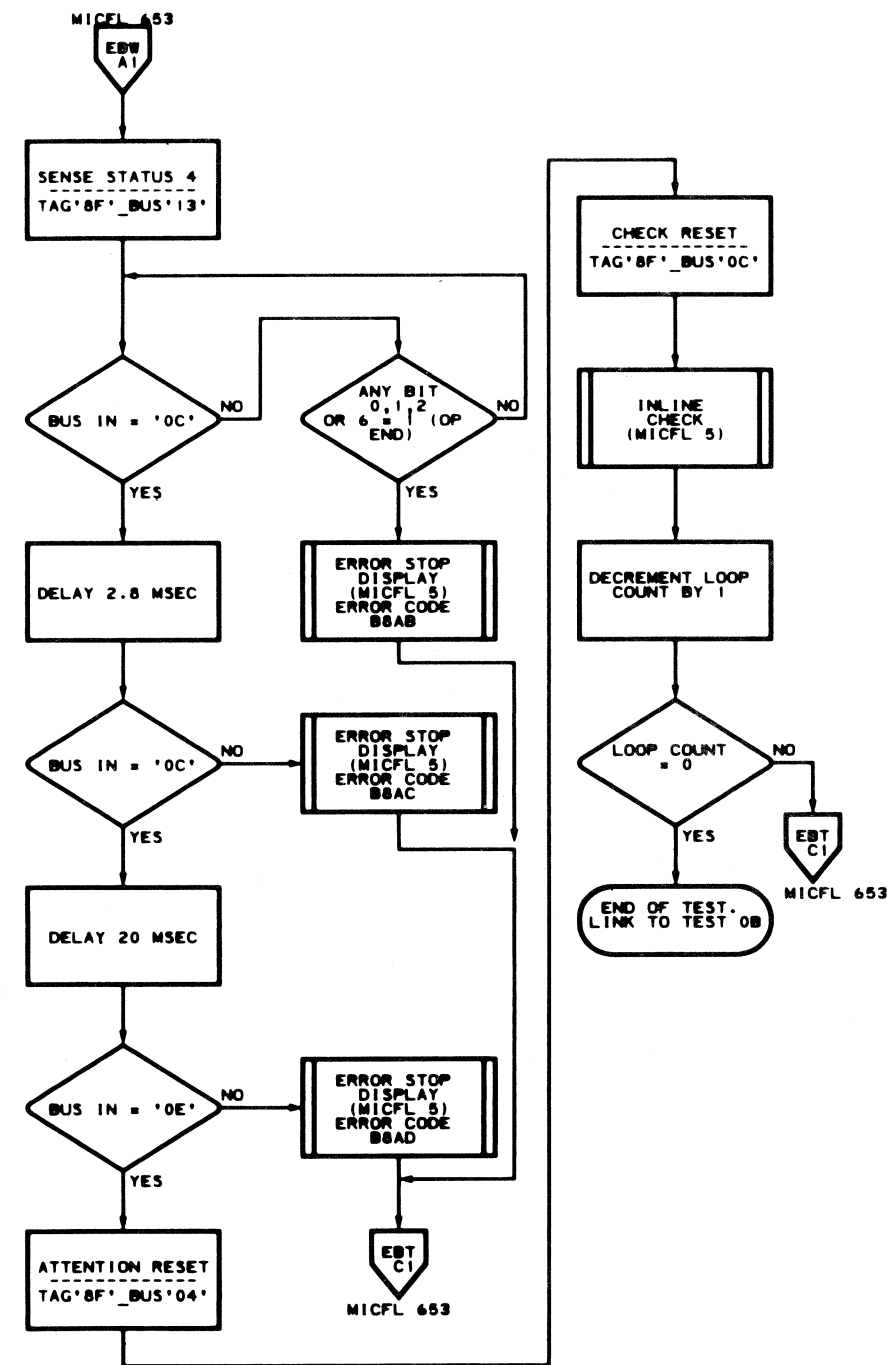 MICFL 653
EBW
A1
SENSE STATUS 4
TAG'8F'_BUS'13'
BUS IN = '0C'
NO
YES
ANY BIT
0,1,2
OR 6 = 1 (OP
END)
NO
YES
DELAY 2.8 MSEC
ERROR STOP
DISPLAY
(MICFL 5)
ERROR CODE
B8AB
BUS IN = '0C'
NO
YES
ERROR STOP
DISPLAY
(MICFL 5)
ERROR CODE
B8AC
DELAY 20 MSEC
BUS IN = '0E'
NO
YES
ERROR STOP
DISPLAY
(MICFL 5)
ERROR CODE
B8AD
ATTENTION RESET
TAG'8F'_BUS'04'
EBT
C1
MICFL 653
CHECK RESET
TAG'8F'_BUS'0C'
INLINE
CHECK
(MICFL 5)
DECREMENT LOOP
COUNT BY 1
LOOP COUNT
= 0
NO
YES
EBT
C1
MICFL 653
END OF TEST.
LINK TO TEST 0B